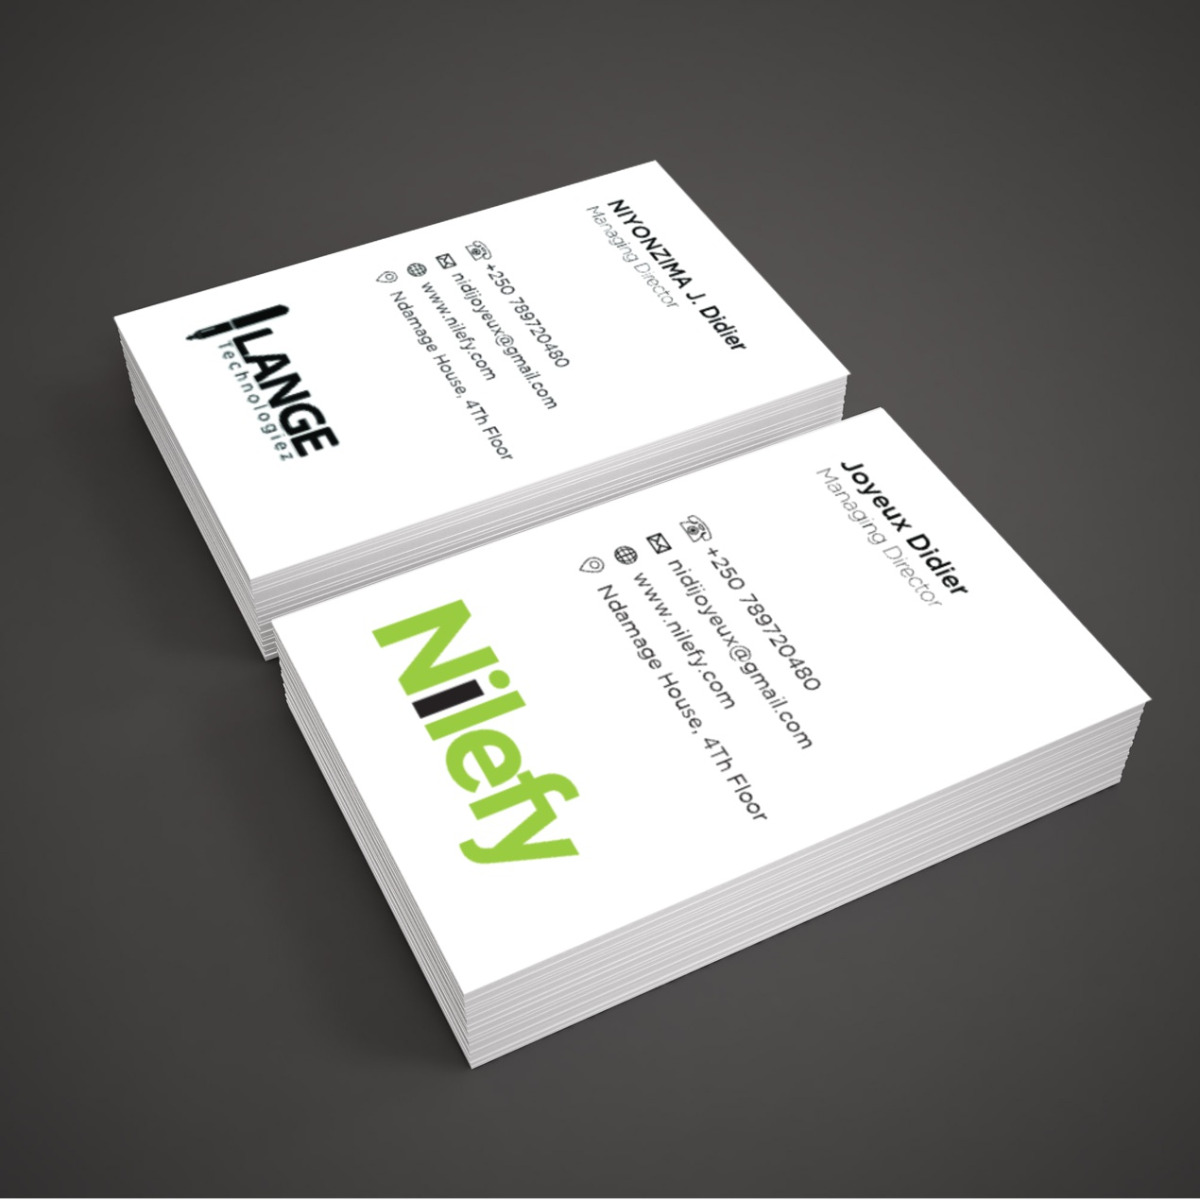 NIYONZIMA J. Didier
Managing Director
+250 789720480
nidijoyeux@gmail.com
www.nilefy.com
Ndamage House, 4Th Floor
LANGE
Technologiez
Joyeux Didier
Managing Director
+250 789720480
nidijoyeux@gmail.com
www.nilefy.com
Ndamage House, 4Th Floor
Nilefy